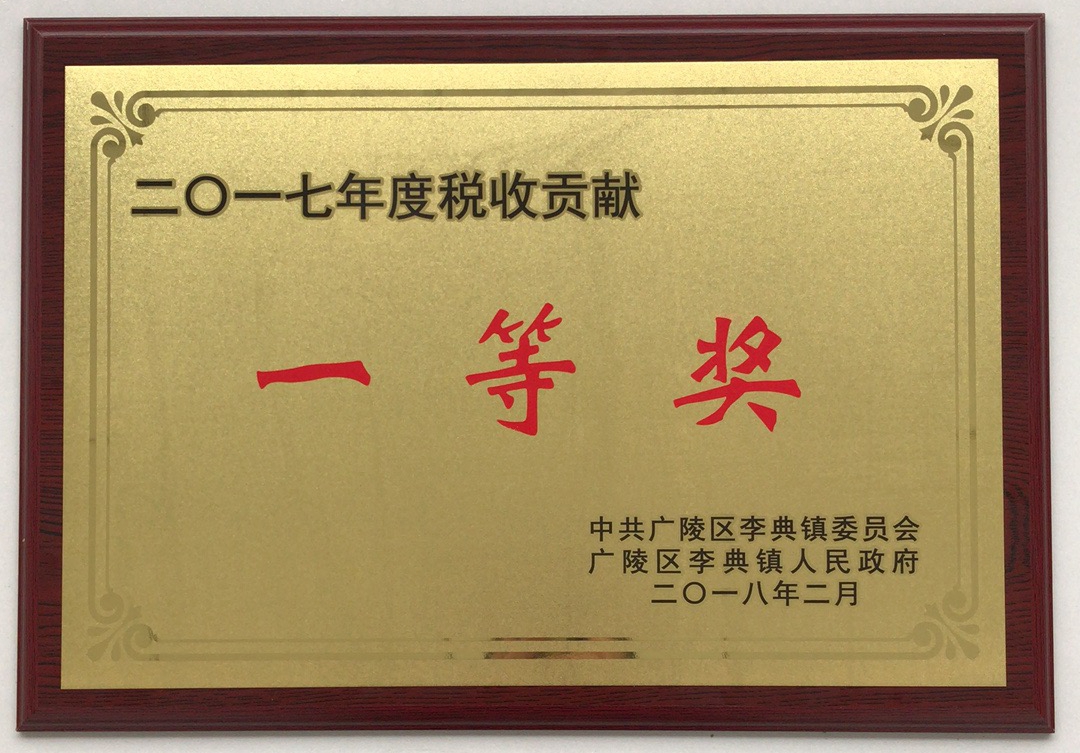 二〇一七年度税收贡献
一等奖
中共广陵区李典镇委员会
广陵区李典镇人民政府
二〇一八年二月